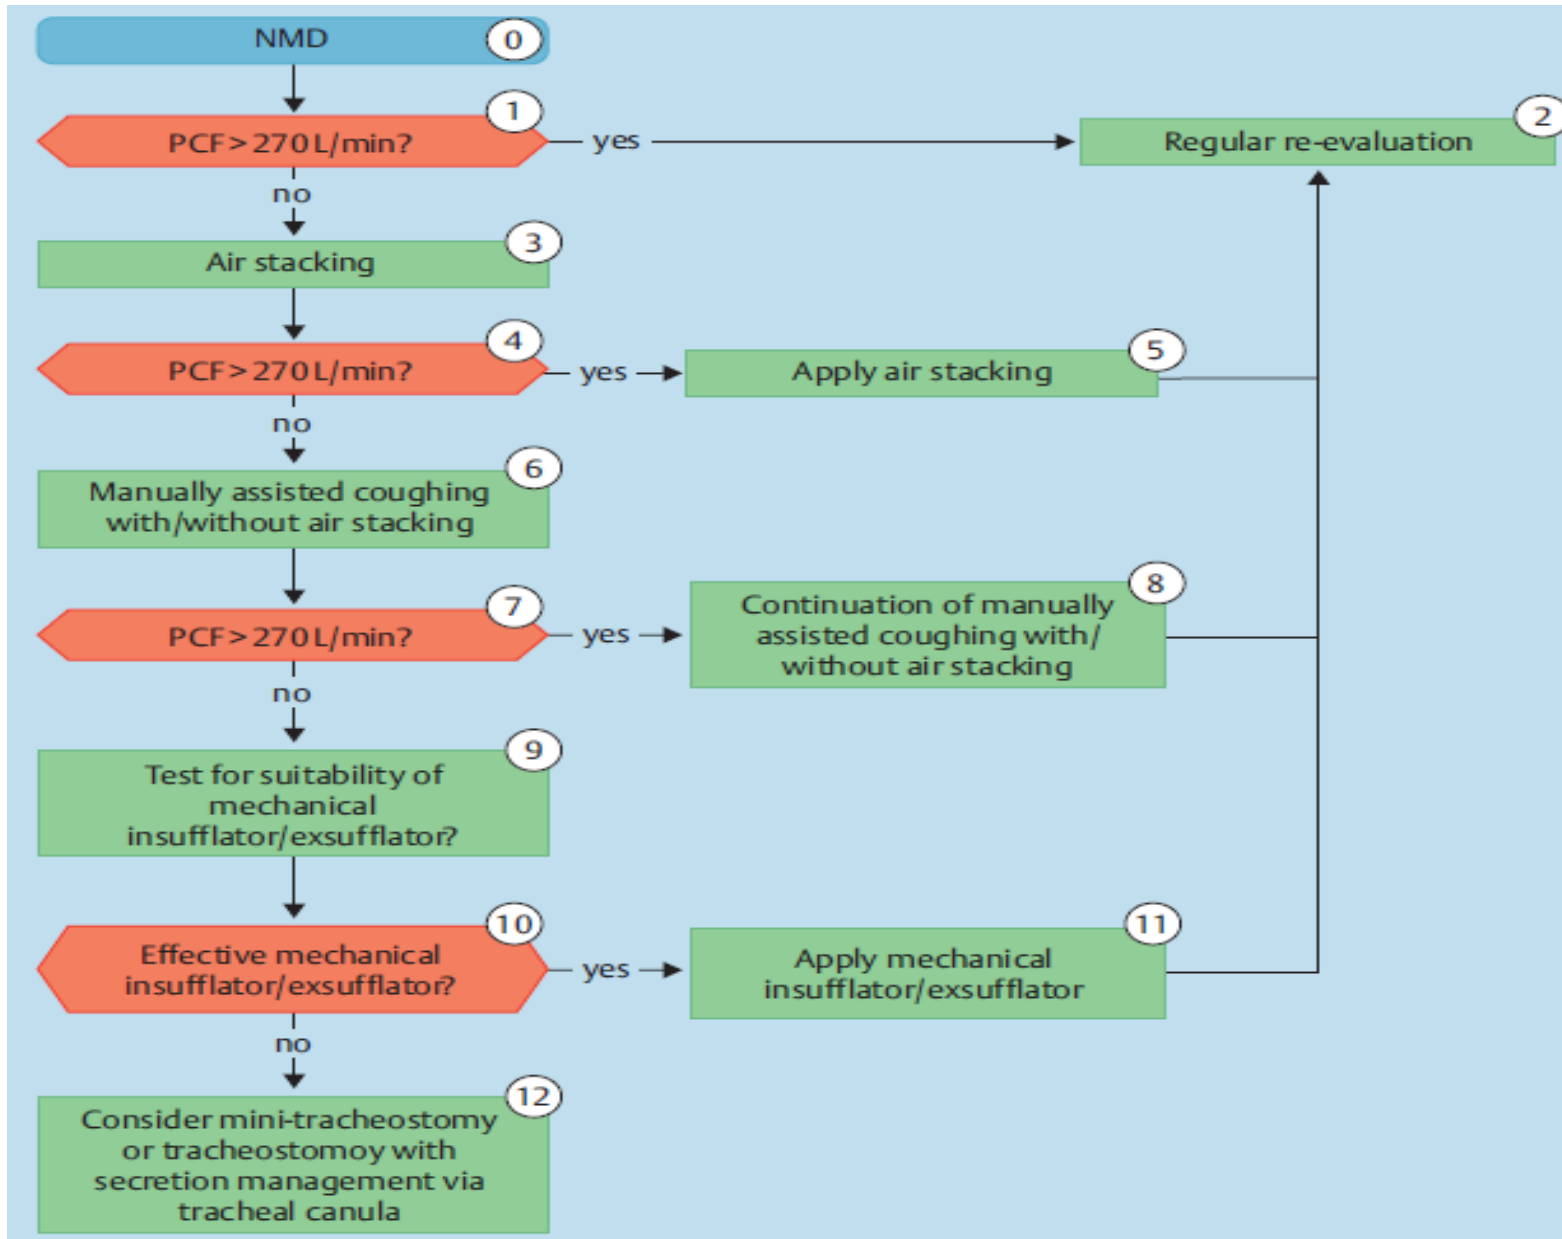 NMD
0
PCF > 270 L/min?
1
yes
Regular re-evaluation
2
no
Air stacking
3
PCF > 270 L/min?
4
yes
Apply air stacking
5
no
Manually assisted coughing
with/without air stacking
6
PCF > 270 L/min?
7
yes
Continuation of manually
assisted coughing with/
without air stacking
8
no
Test for suitability of
mechanical
insufflator/exsufflator?
9
Effective mechanical
insufflator/exsufflator?
10
yes
Apply mechanical
insufflator/exsufflator
11
no
Consider mini-tracheostomy
or tracheostomoy with
secretion management via
tracheal canula
12